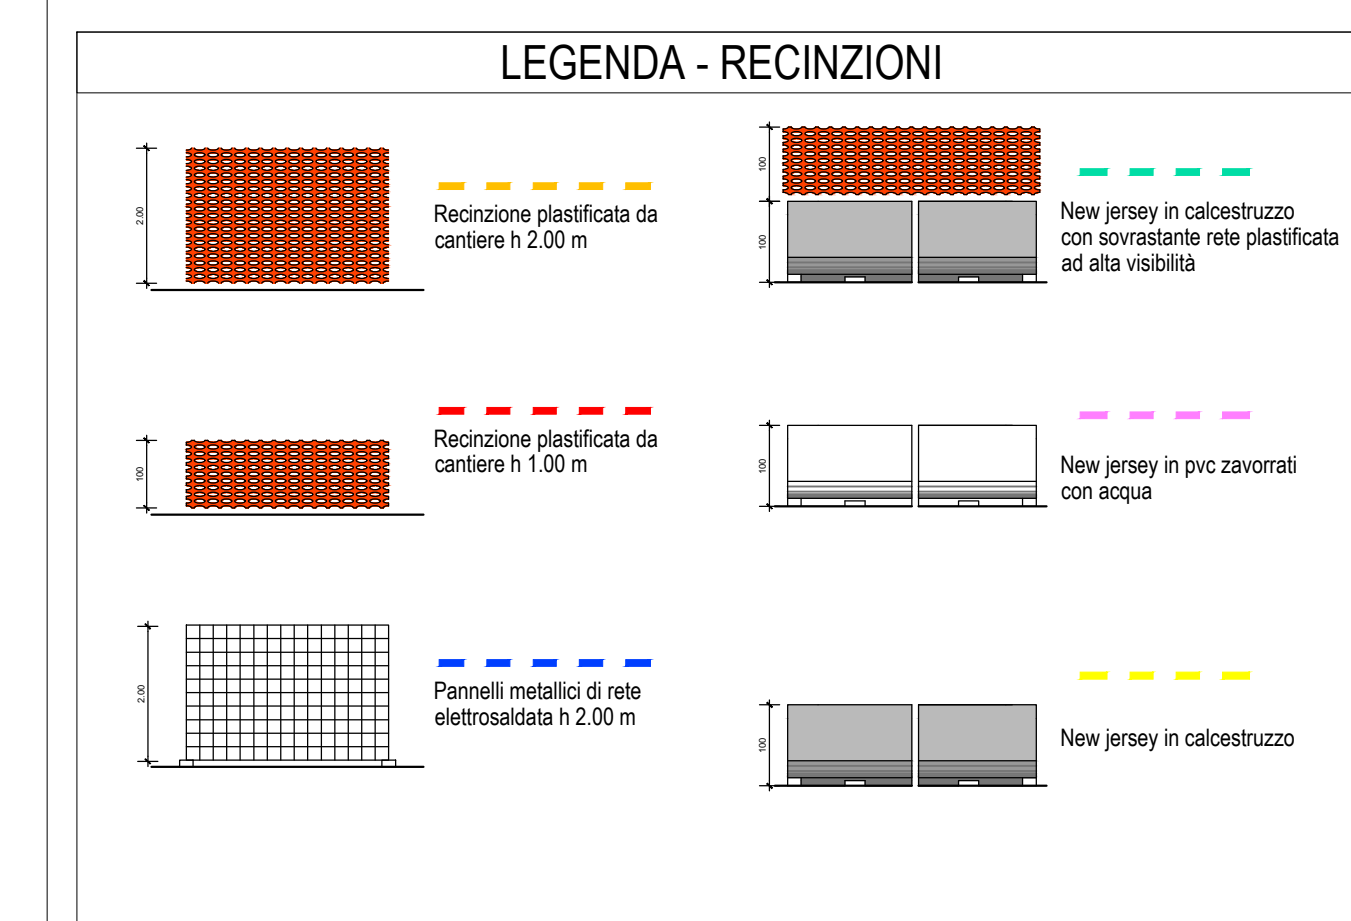 LEGENDA - RECINZIONI
2.00
Recinzione plastificata da
cantiere h 2.00 m
100
Recinzione plastificata da
cantiere h 1.00 m
2.00
Pannelli metallici di rete
elettrosaldata h 2.00 m
100
100
New jersey in calcestruzzo
con sovrastante rete plastificata
ad alta visibilità
100
New jersey in pvc zavorrati
con acqua
100
New jersey in calcestruzzo